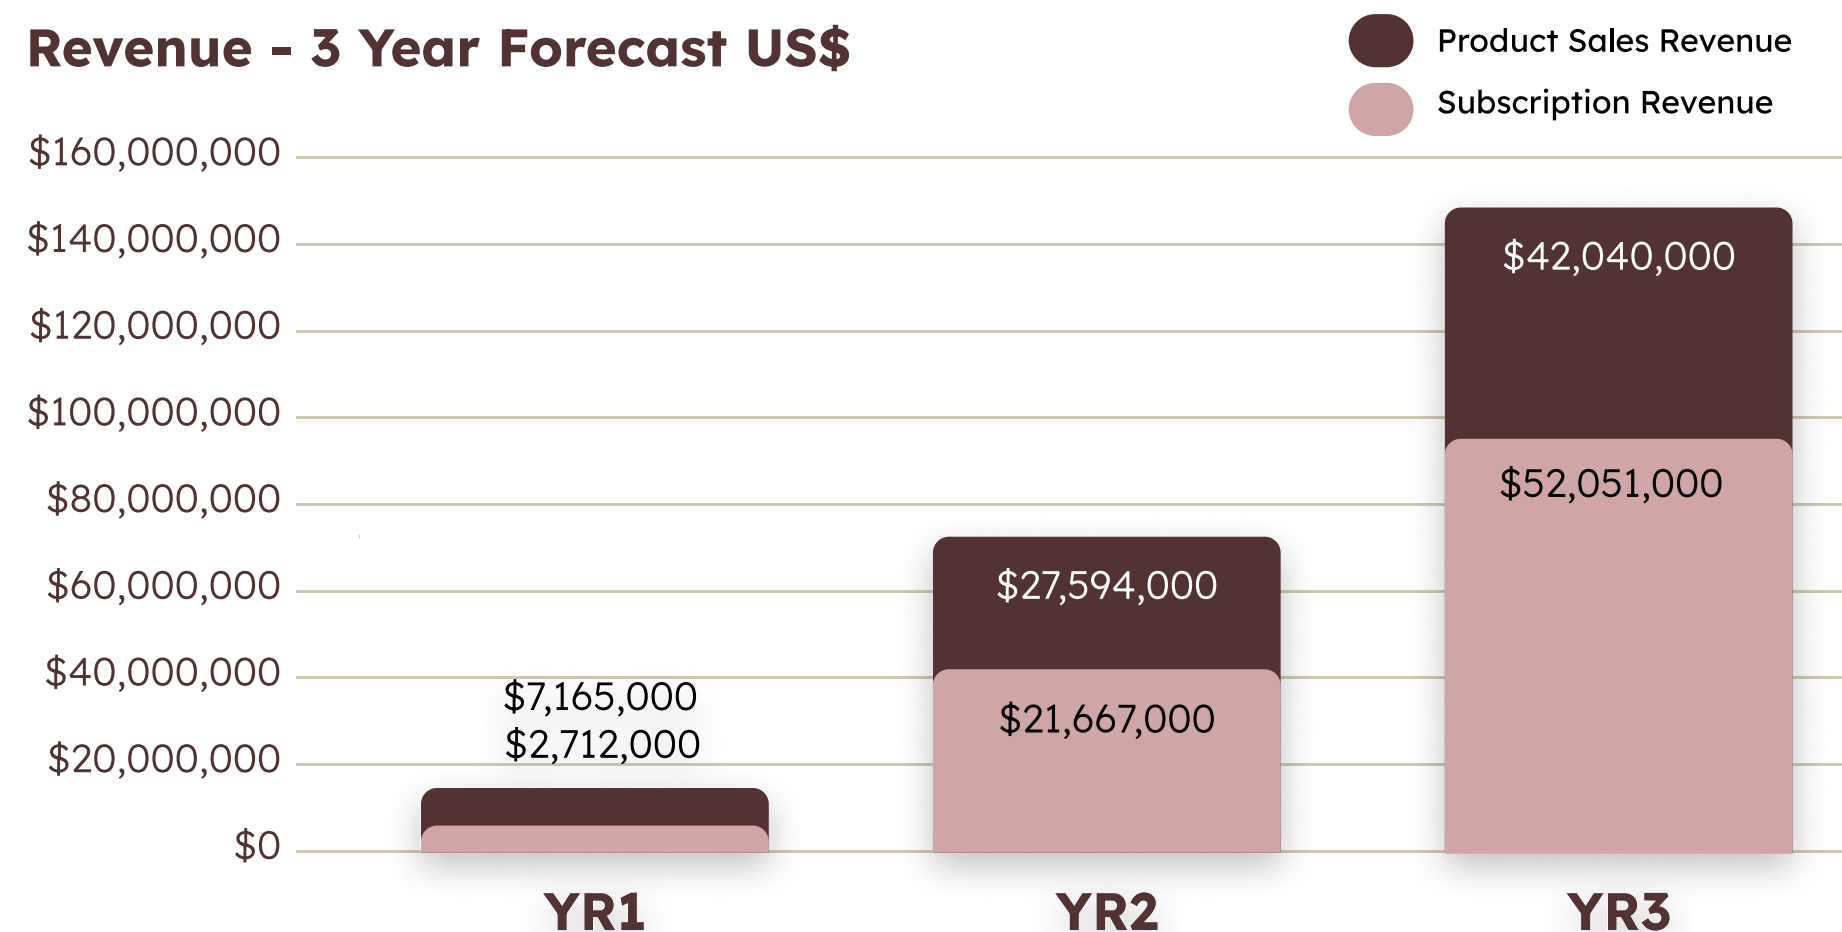 Revenue - 3 Year Forecast US$
Product Sales Revenue
Subscription Revenue
$160,000,000
$140,000,000
$120,000,000
$100,000,000
$80,000,000
$60,000,000
$40,000,000
$20,000,000
$0
$7,165,000
$2,712,000
$27,594,000
$21,667,000
$42,040,000
$52,051,000
YR1
YR2
YR3